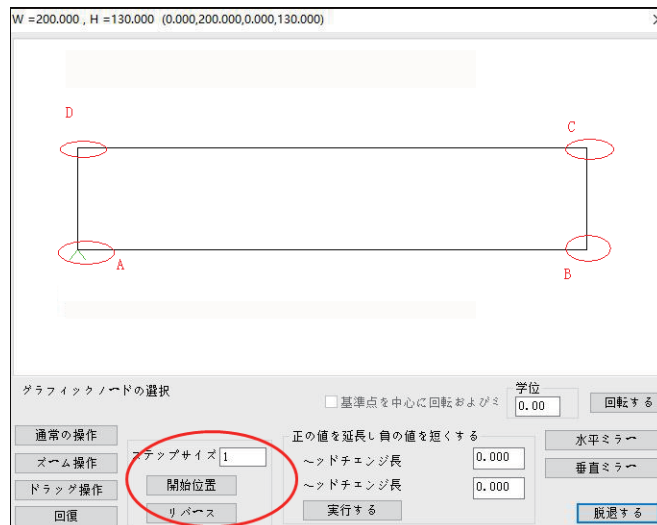 W =200.000 , H =130.000 (0.000,200.000,0.000,130.000)
D
C
A
B
グラフィックノードの選択
基準点を中心に回転およびミ
学位
0.00
回転する
通常の操作
ズーム操作
ドラッグ操作
回復
ステップサイズ 1
開始位置
リバース
正の値を延長し負の値を短くする
ヘッドチェンジ長 0.000
ヘッドチェンジ長 0.000
実行する
水平ミラー
垂直ミラー
脱退する